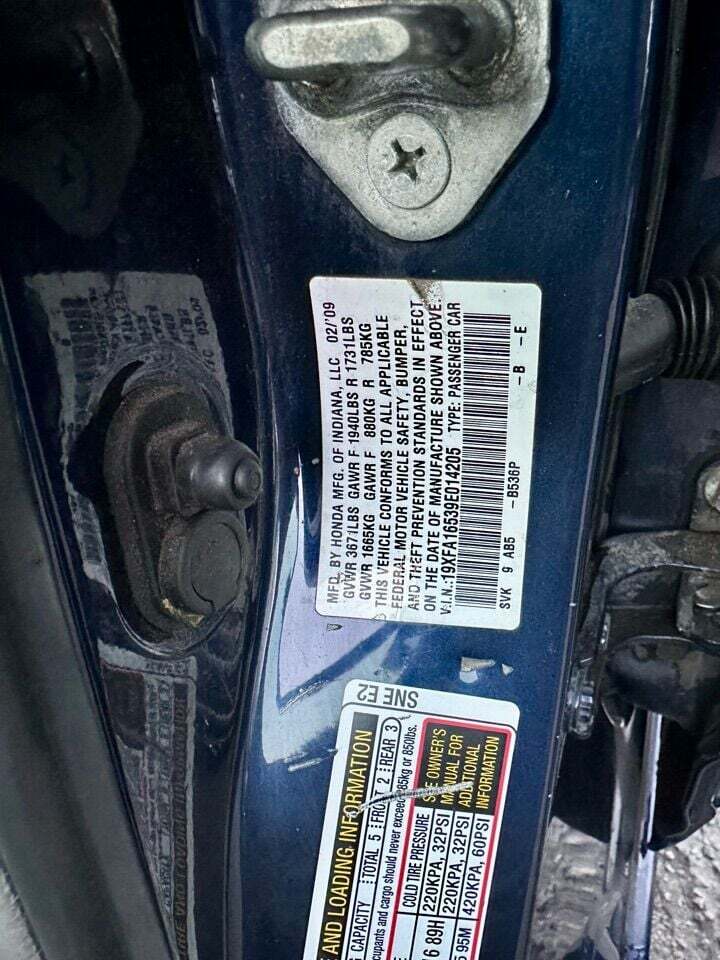 MFD. BY HONDA MFG. OF INDIANA, LLC 02/'09
GVWR 3671LBS GAWR F 1940LBS R 1731LBS
GVWR 1665KG GAWR F 880KG R 785KG
THIS VEHICLE CONFORMS TO ALL APPLICABLE
FEDERAL MOTOR VEHICLE SAFETY, BUMPER,
AND THEFT PREVENTION STANDARDS IN EFFECT
ON THE DATE OF MANUFACTURE SHOWN ABOVE.
V.I.N.:19XFA16539E014205 TYPE: PASSENGER CAR
SVK 9 AB5 -B536P -B -E
SNE E2
AND LOADING INFORMATION
CAPACITY TOTAL 5 FRONT 2 REAR 3
cupants and cargo should never exceed 385kg or 850lbs.
COLD TIRE PRESSURE SEE OWNER'S
220KPA, 32PSI MANUAL FOR
220KPA, 32PSI ADDITIONAL
420KPA, 60PSI INFORMATION
6 89H
95M